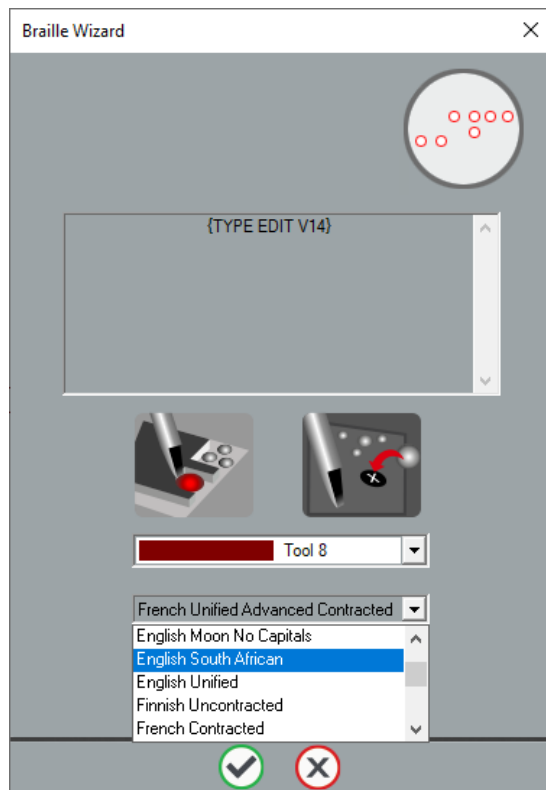 Braille Wizard
{TYPE EDIT V14}
Tool 8
French Unified Advanced Contracted
English Moon No Capitals
English South African
English Unified
Finnish Uncontracted
French Contracted